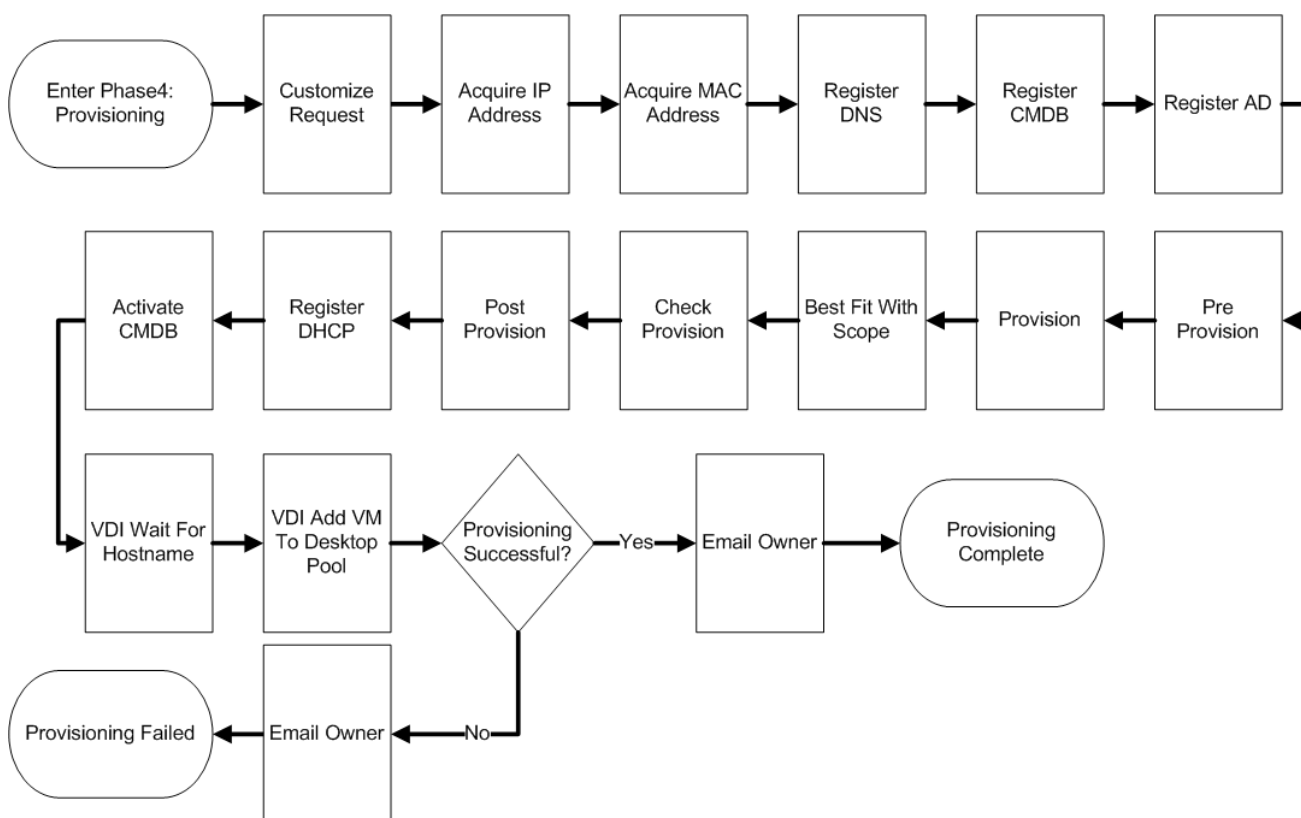 Enter Phase4:
Provisioning
Customize
Request
Acquire IP
Address
Acquire MAC
Address
Register
DNS
Register
CMDB
Register AD
Activate
CMDB
Register
DHCP
Post
Provision
Check
Provision
Best Fit With
Scope
Provision
Pre
Provision
VDI Wait For
Hostname
VDI Add VM
To Desktop
Pool
Provisioning
Successful?
Yes
Email Owner
Provisioning
Complete
Provisioning Failed
Email Owner
No